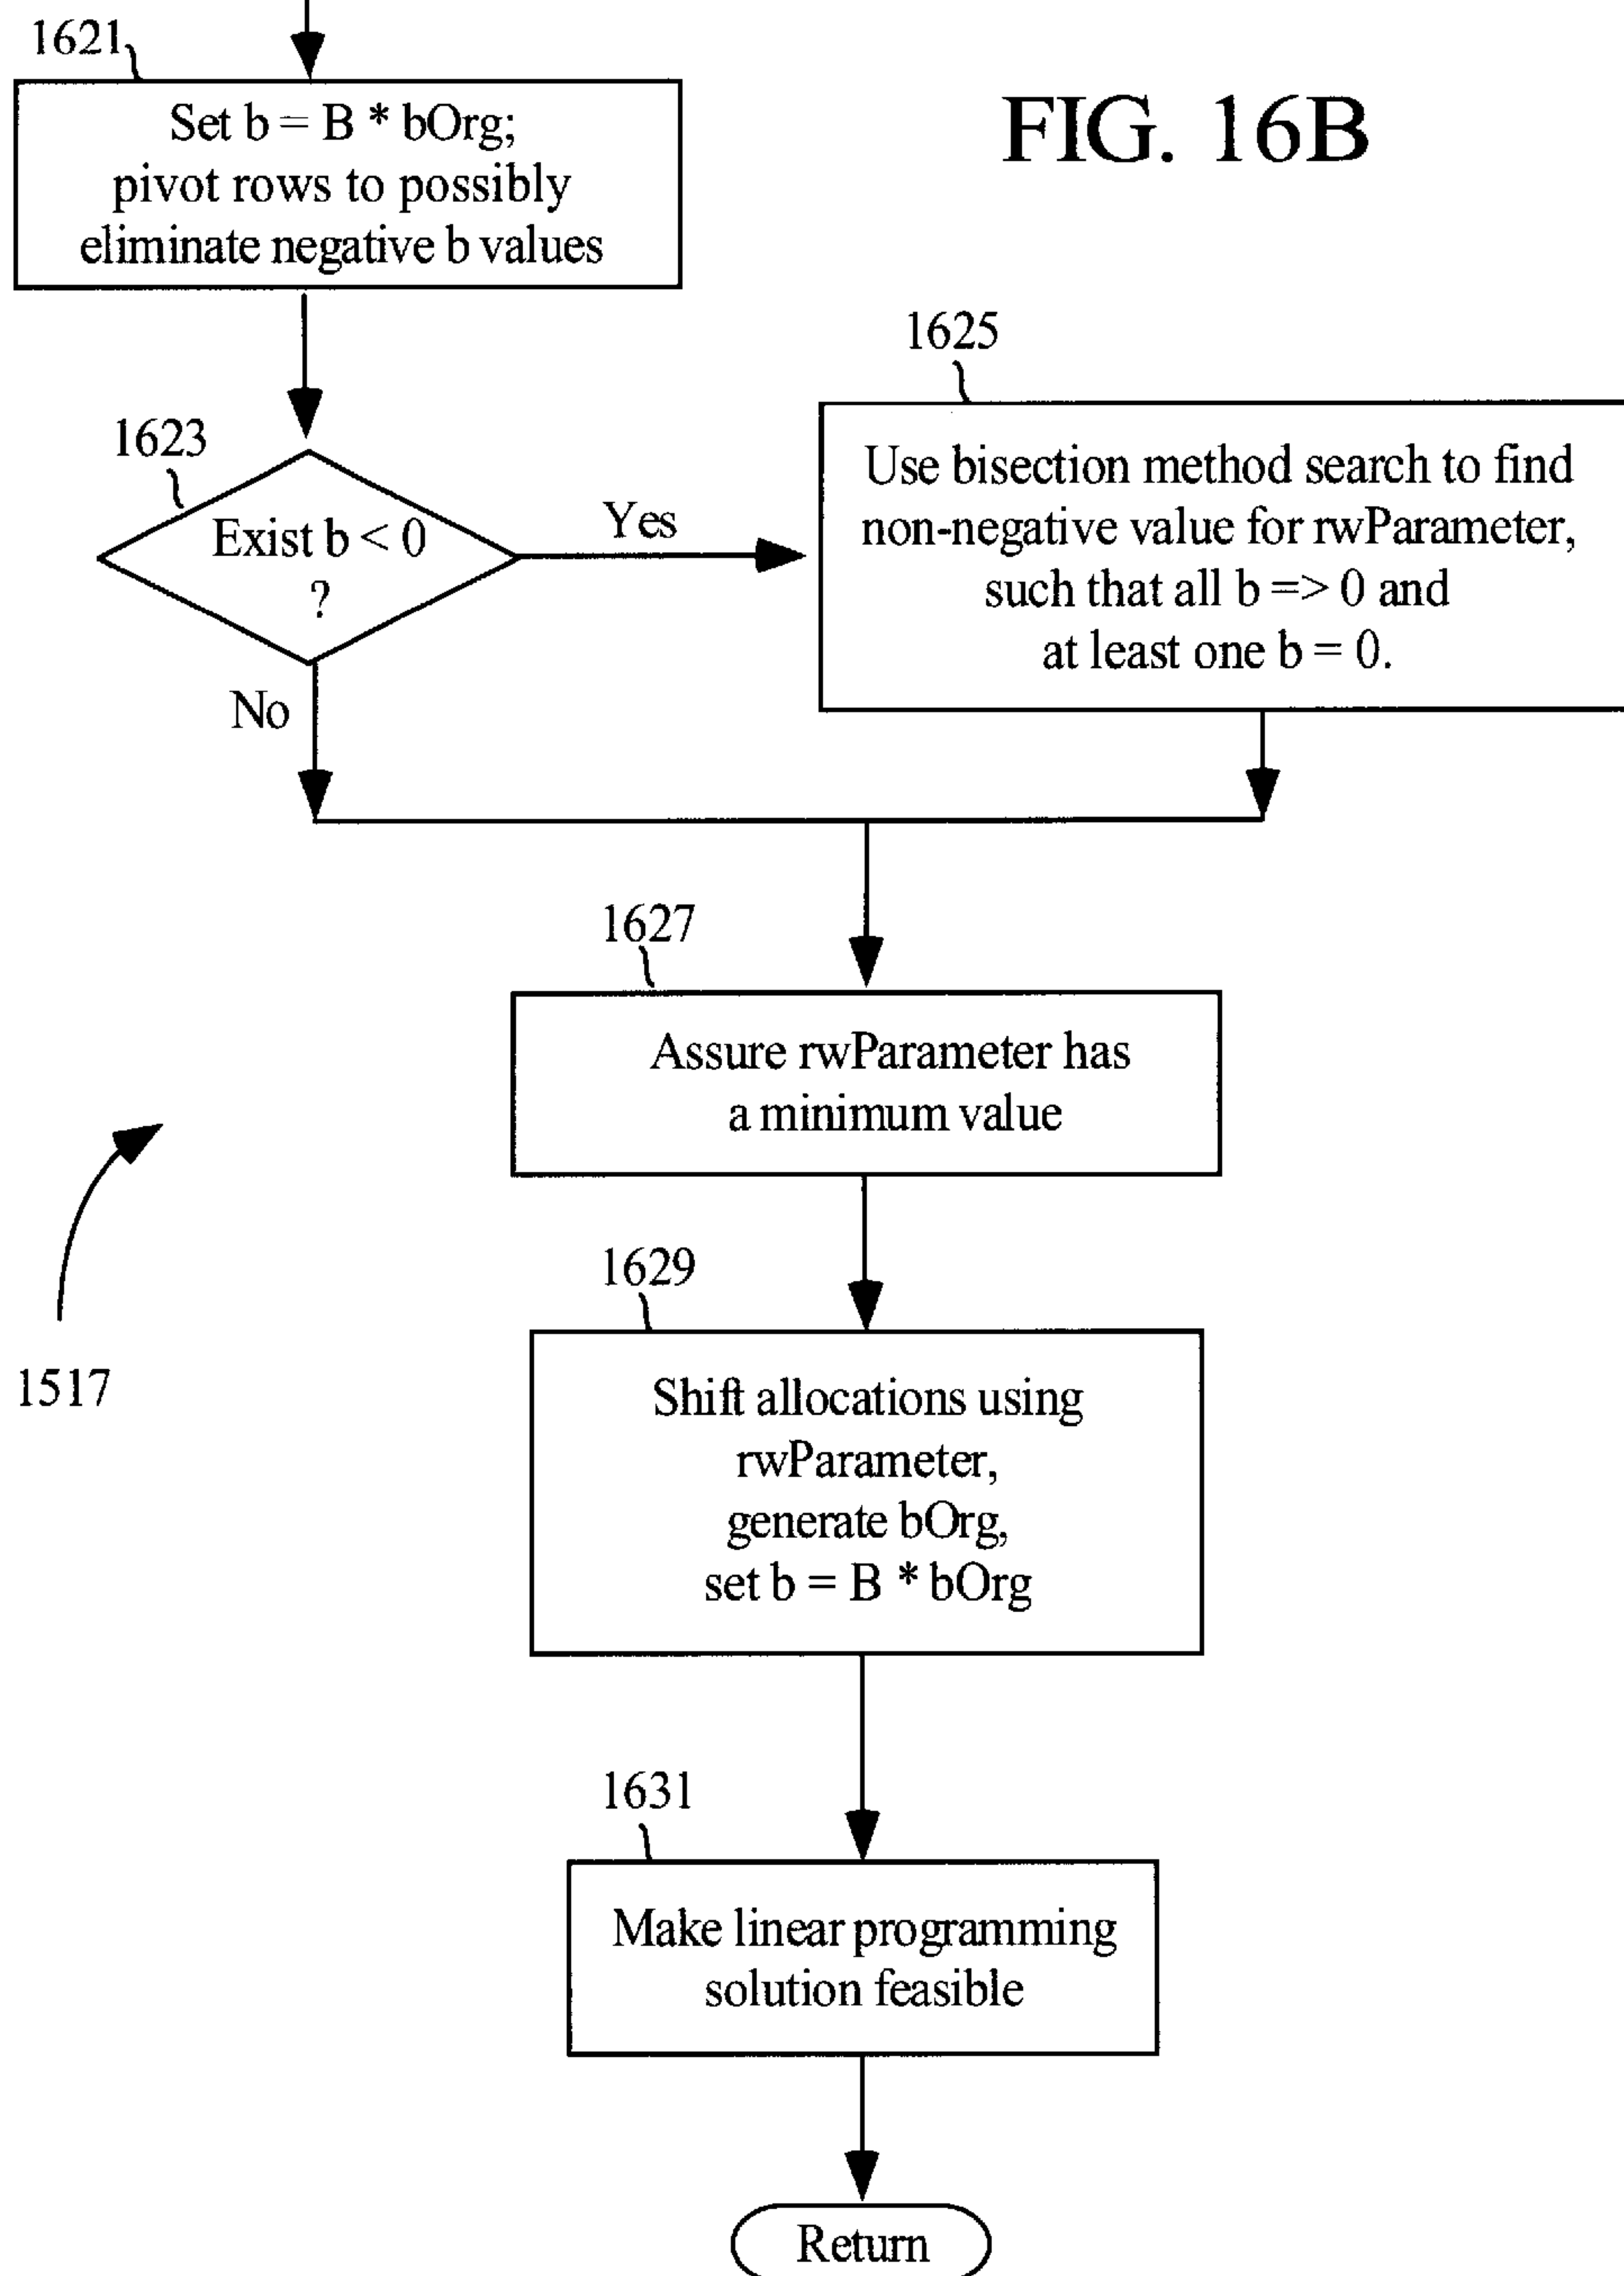 1621
FIG. 16B
Set b = B * bOrg;
pivot rows to possibly
eliminate negative b values
1625
1623
Use bisection method search to find
non-negative value for rwParameter,
such that all b => 0 and
at least one b = 0.
Exist b < 0
?
Yes
No
1627
Assure rwParameter has
a minimum value
1629
1517
Shift allocations using
rwParameter,
generate bOrg,
set b = B * bOrg
1631
Make linear programming
solution feasible
Return